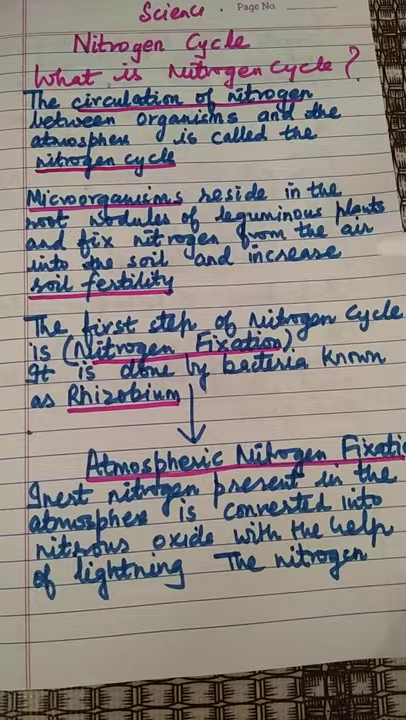 Science.
Page No.
Nitrogen Cycle
What is Nitrogen Cycle?
The circulation of nitrogen
between organisms and the
atmosphere is called the
nitrogen cycle
Microorganisms reside in the
root nodules of leguminous plants
and fix nitrogen from the air
into the soil and increase
soil fertility
The first step of Nitrogen Cycle
is (Nitrogen Fixation)
It is done by bacteria known
as Rhizobium
Atmospheric Nitrogen Fixatio
Inert nitrogen present in the
atmosphere is converted into
nitrous oxide with the help
of lightning The nitrogen